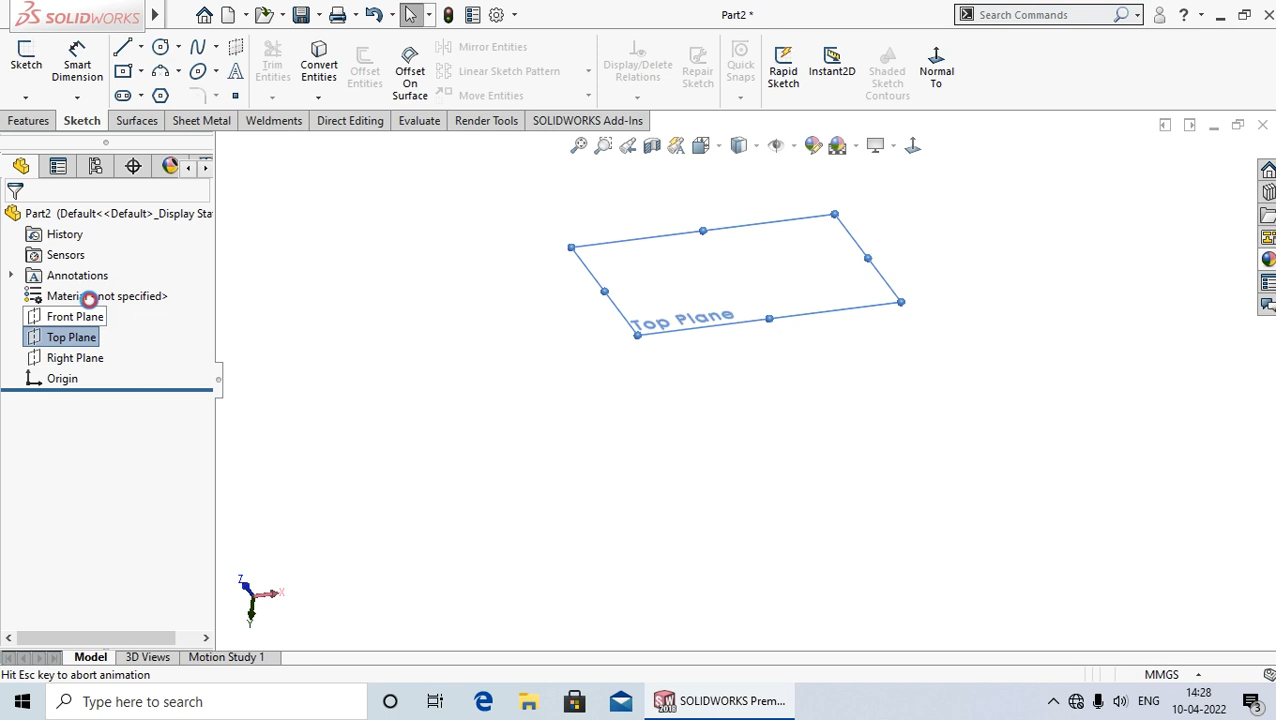 SOLIDWORKS
Part2 *
Search Commands
Sketch
Smart Dimension
Trim Entities
Convert Entities
Offset Entities
Offset On Surface
Mirror Entities
Linear Sketch Pattern
Move Entities
Display/Delete Relations
Repair Sketch
Quick Snaps
Rapid Sketch
Instant2D
Shaded Sketch Contours
Normal To
Features
Sketch
Surfaces
Sheet Metal
Weldments
Direct Editing
Evaluate
Render Tools
SOLIDWORKS Add-Ins
Part2 (Default<<Default>_Display Sta
History
Sensors
Annotations
Material <not specified>
Front Plane
Top Plane
Right Plane
Origin
Top Plane
Z
X
Y
Model
3D Views
Motion Study 1
Hit Esc key to abort animation
MMGS
Type here to search
SW 2018
SOLIDWORKS Prem...
ENG
14:28
10-04-2022
3